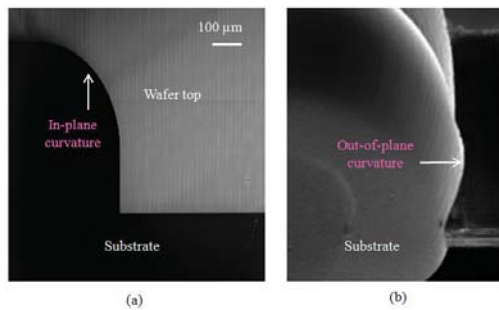 100 µm
Wafer top
In-plane
curvature
Substrate
(a)
Out-of-plane
curvature
Substrate
(b)